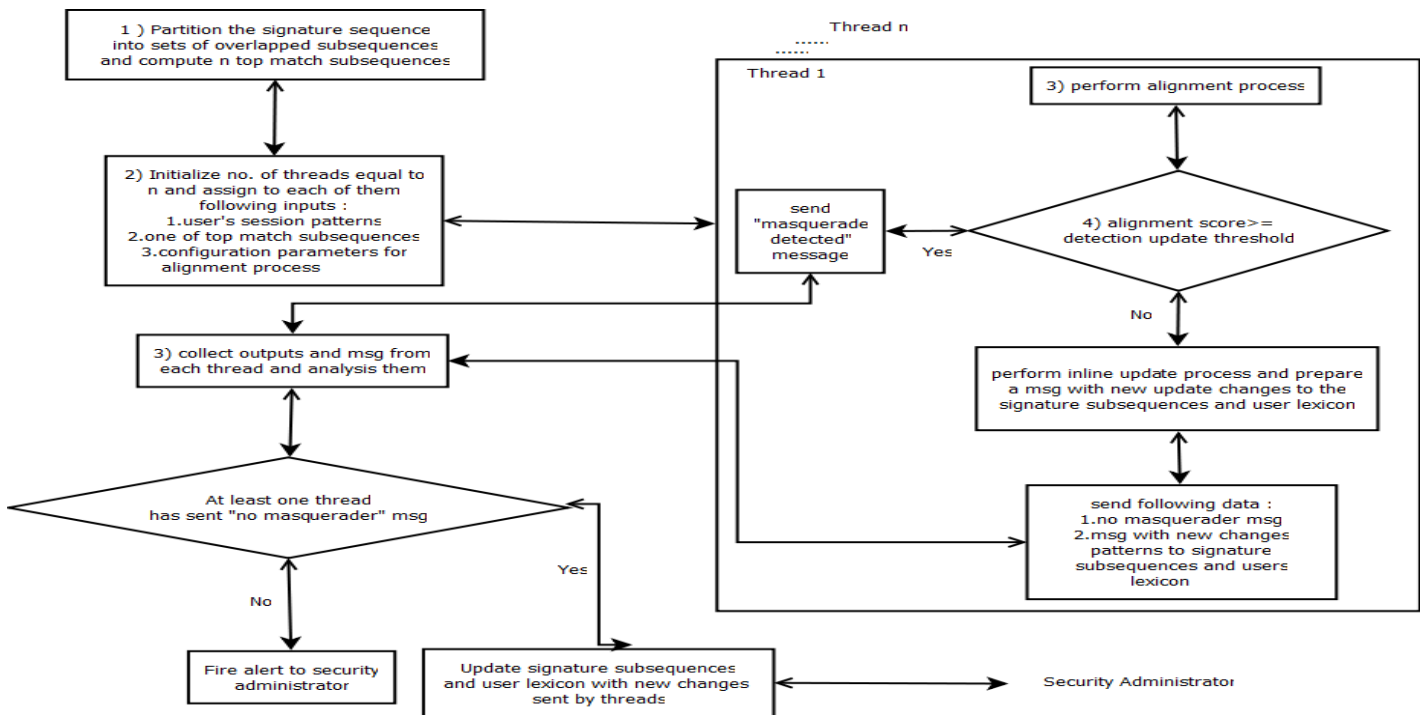 1 ) Partition the signature sequence
into sets of overlapped subsequences
and compute n top match subsequences
2) Initialize no. of threads equal to
n and assign to each of them
following inputs :
1.user's session patterns
2.one of top match subsequences
3.configuration parameters for
alignment process
3) collect outputs and msg from
each thread and analysis them
At least one thread
has sent "no masquerader" msg
No
Yes
Fire alert to security
administrator
Update signature subsequences
and user lexicon with new changes
sent by threads
Security Administrator
Thread n
Thread 1
3) perform alignment process
4) alignment score>=
detection update threshold
Yes
No
send
"masquerade
detected"
message
perform inline update process and prepare
a msg with new update changes to the
signature subsequences and user lexicon
send following data :
1.no masquerader msg
2.msg with new changes
patterns to signature
subsequences and users
lexicon